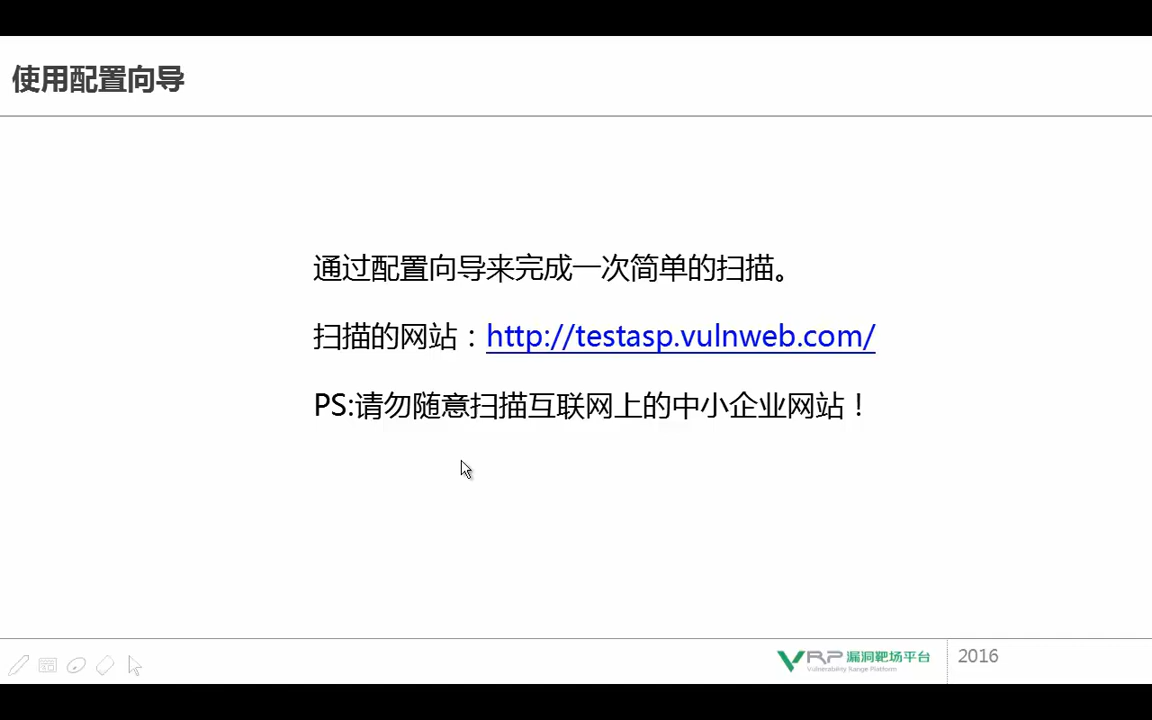 使用配置向导
通过配置向导来完成一次简单的扫描。
扫描的网站：http://testasp.vulnweb.com/
PS:请勿随意扫描互联网上的中小企业网站！
VRP 漏洞靶场平台
Vulnerability Range Platform
2016